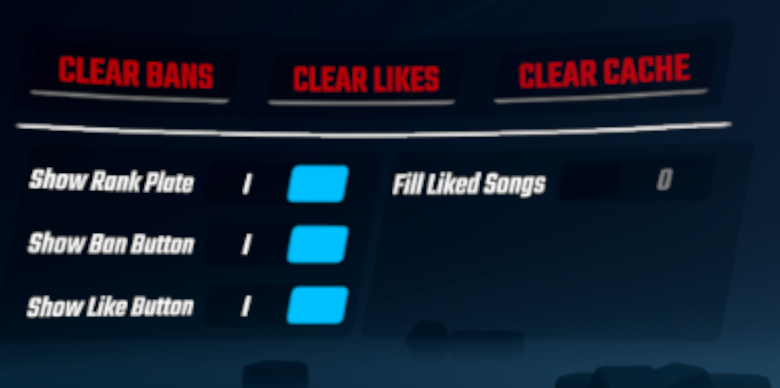 CLEAR BANS
CLEAR LIKES
CLEAR CACHE
Show Rank Plate I
Fill Liked Songs 0
Show Ban Button I
Show Like Button I